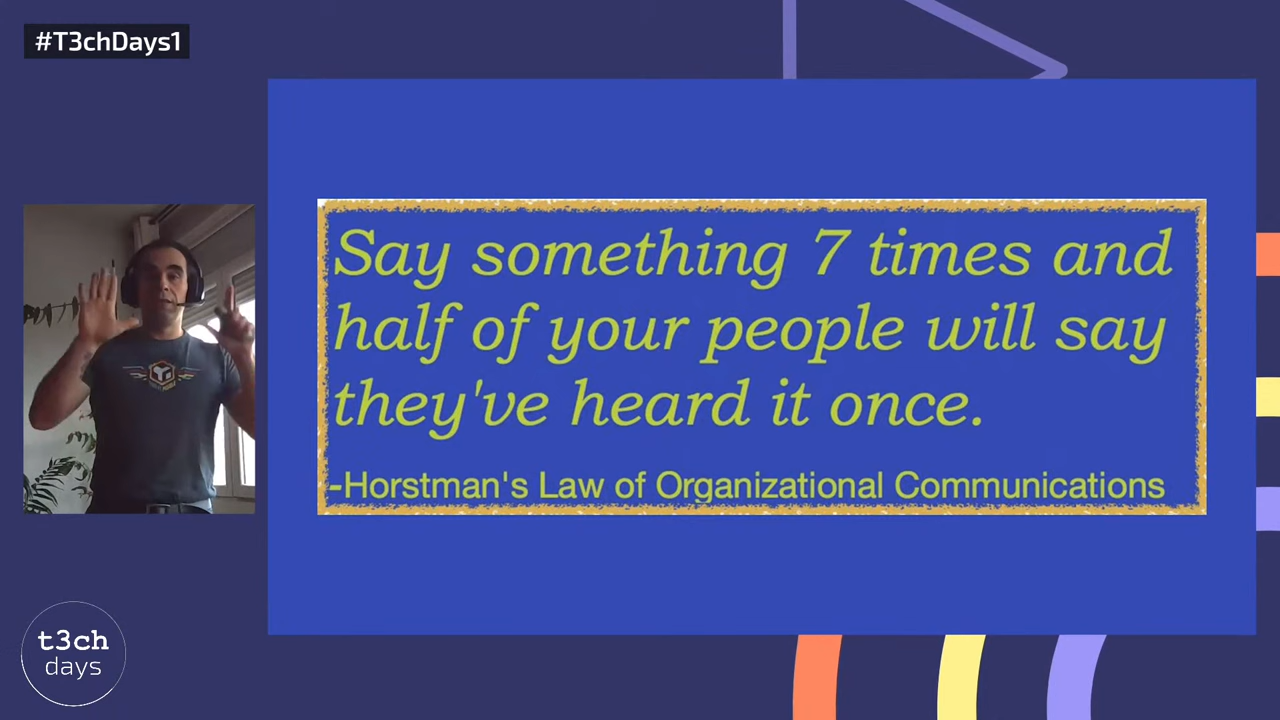 #T3chDays1
Say something 7 times and
half of your people will say
they've heard it once.
-Horstman's Law of Organizational Communications
t3ch
days